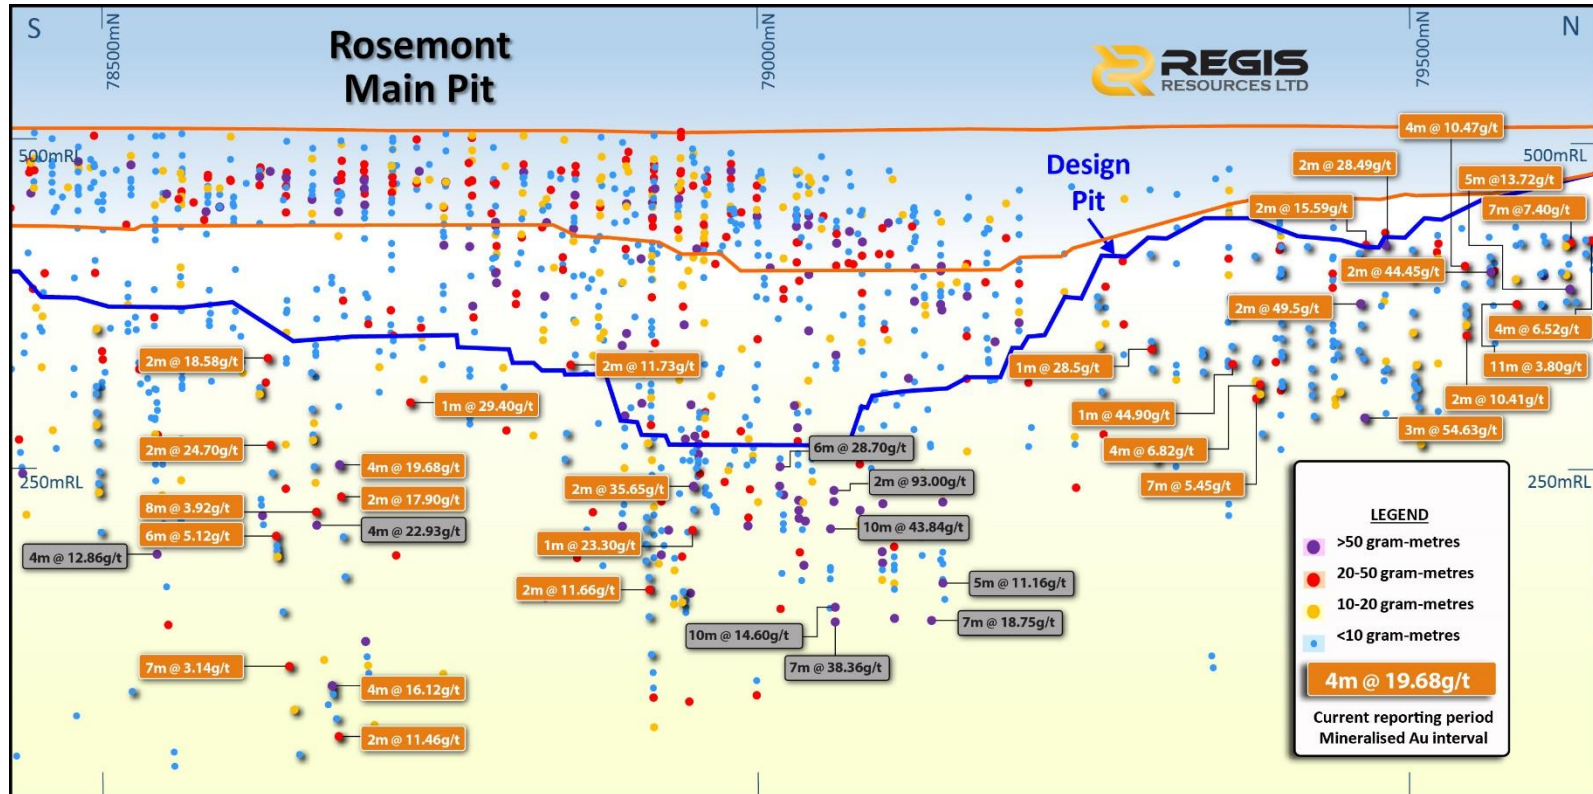 S
78500mN
Rosemont
Main Pit
79000mN
REGIS
RESOURCES LTD
79500mN
N
500mRL
500mRL
Design
Pit
4m @ 10.47g/t
2m @ 28.49g/t
5m @13.72g/t
2m @ 15.59g/t
7m @7.40g/t
2m @ 44.45g/t
2m @ 49.5g/t
4m @ 6.52g/t
2m @ 18.58g/t
2m @ 11.73g/t
1m @ 28.5g/t
11m @ 3.80g/t
1m @ 29.40g/t
1m @ 44.90g/t
2m @ 10.41g/t
3m @ 54.63g/t
2m @ 24.70g/t
6m @ 28.70g/t
4m @ 6.82g/t
4m @ 19.68g/t
250mRL
2m @ 35.65g/t
2m @ 93.00g/t
7m @ 5.45g/t
250mRL
2m @ 17.90g/t
8m @ 3.92g/t
4m @ 22.93g/t
10m @ 43.84g/t
6m @ 5.12g/t
1m @ 23.30g/t
4m @ 12.86g/t
2m @ 11.66g/t
5m @ 11.16g/t
10m @ 14.60g/t
7m @ 18.75g/t
7m @ 3.14g/t
7m @ 38.36g/t
4m @ 16.12g/t
2m @ 11.46g/t
LEGEND
>50 gram-metres
20-50 gram-metres
10-20 gram-metres
<10 gram-metres
4m @ 19.68g/t
Current reporting period
Mineralised Au interval